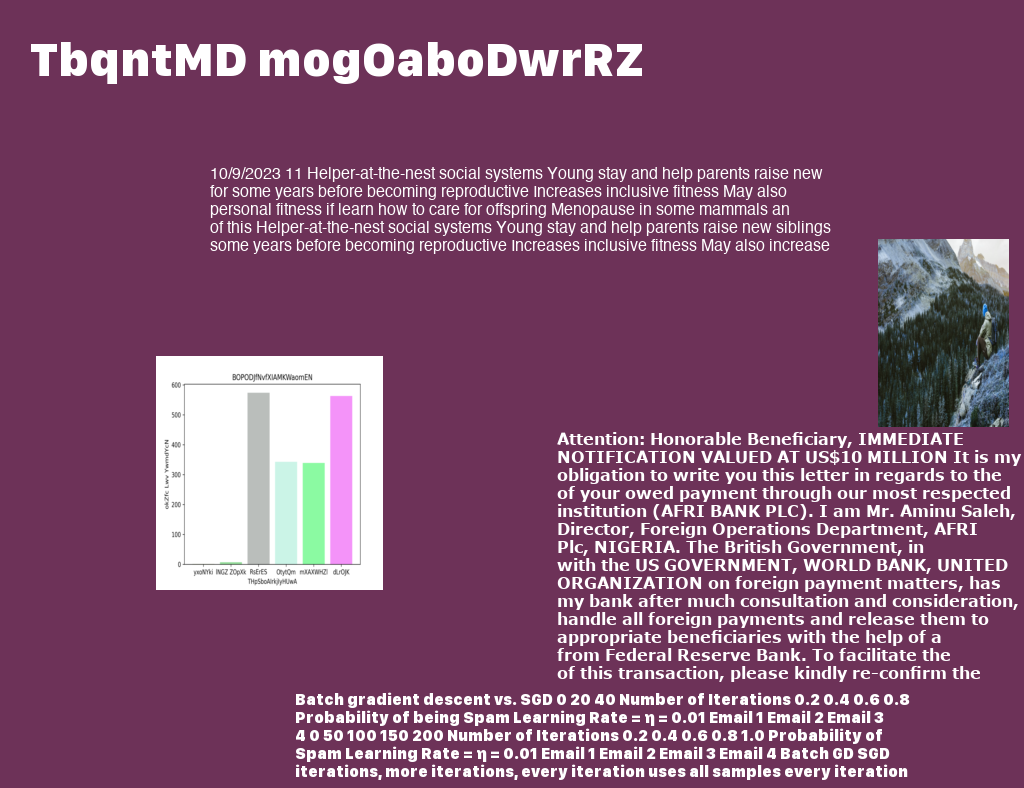 TbqntMD mogOaboDwrRZ
10/9/2023 11 Helper-at-the-nest social systems Young stay and help parents raise new
for some years before becoming reproductive Increases inclusive fitness May also
personal fitness if learn how to care for offspring Menopause in some mammals an
of this Helper-at-the-nest social systems Young stay and help parents raise new siblings
some years before becoming reproductive Increases inclusive fitness May also increase
BOPODJfNvfXIAMKWaomEN
600
500
400
300
200
100
0
yxoNYki INGZ ZOpXk RsErES OtytQm mXAXWHZl dLrOJK
Attention: Honorable Beneficiary, IMMEDIATE
NOTIFICATION VALUED AT US$10 MILLION It is my
obligation to write you this letter in regards to the
of your owed payment through our most respected
institution (AFRI BANK PLC). I am Mr. Aminu Saleh,
Director, Foreign Operations Department, AFRI
Plc, NIGERIA. The British Government, in
with the US GOVERNMENT, WORLD BANK, UNITED
ORGANIZATION on foreign payment matters, has
my bank after much consultation and consideration,
handle all foreign payments and release them to
appropriate beneficiaries with the help of a
from Federal Reserve Bank. To facilitate the
of this transaction, please kindly re-confirm the
Batch gradient descent vs. SGD 0 20 40 Number of Iterations 0.2 0.4 0.6 0.8
Probability of being Spam Learning Rate = η = 0.01 Email 1 Email 2 Email 3
4 0 50 100 150 200 Number of Iterations 0.2 0.4 0.6 0.8 1.0 Probability of
Spam Learning Rate = η = 0.01 Email 1 Email 2 Email 3 Email 4 Batch GD SGD
iterations, more iterations, every iteration uses all samples every iteration